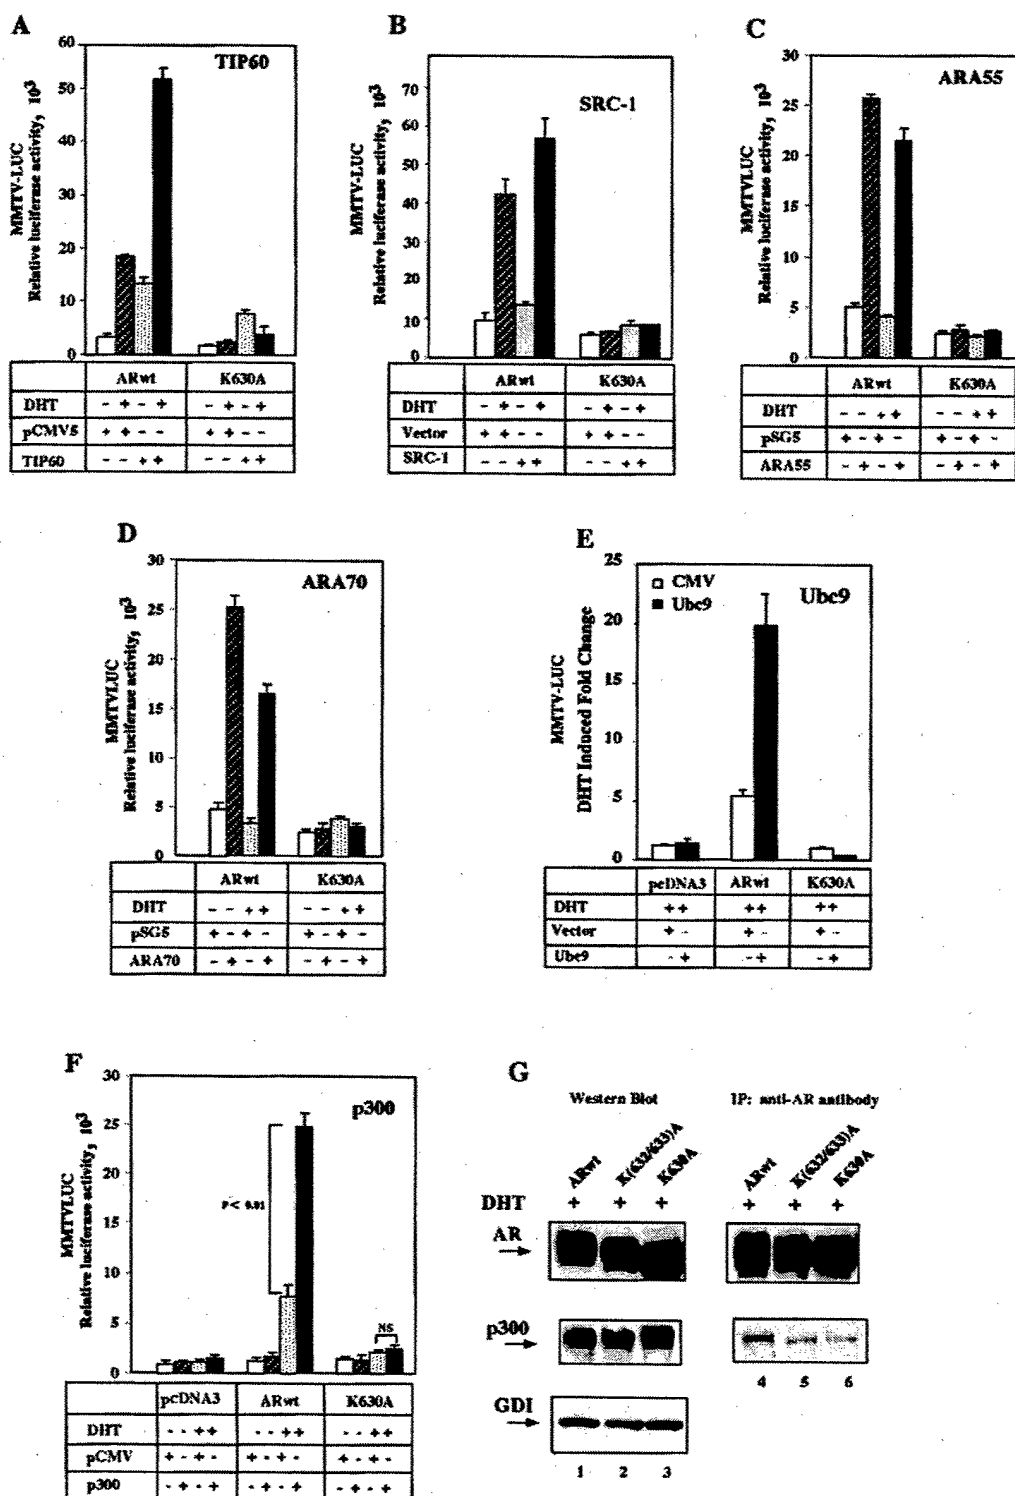 A
TIP60
MMTV-LUC
Relative luciferase activity, 10³
60
50
40
30
20
10
0
ARwt K630A
DHT - + - + - + - +
pCMV5 + + - - + + - -
TIP60 - - + + - - + +
B
SRC-1
MMTV-LUC
Relative luciferase activity, 10³
70
60
50
40
30
20
10
0
ARwt K630A
DHT - + - + - + - +
Vector + + - - + + - -
SRC-1 - - + + - - + +
C
ARA55
MMTVLUC
Relative luciferase activity, 10³
30
25
20
15
10
5
0
ARwt K630A
DHT - - + + - - + +
pSG5 + - + - + - + -
ARA55 - + - + - + - +
D
ARA70
MMTVLUC
Relative luciferase activity, 10³
30
25
20
15
10
5
0
ARwt K630A
DHT - - + + - - + +
pSG5 + - + - + - + -
ARA70 - + - + - + - +
E
CMV
Ubc9
Ubc9
MMTV-LUC
DHT Induced Fold Change
25
20
15
10
5
0
pcDNA3 ARwt K630A
DHT ++ ++ ++
Vector + - + - + -
Ubc9 - + - + - +
F
p300
MMTVLUC
Relative luciferase activity, 10³
30
25
20
15
10
5
0
P< 0.01
NS
pcDNA3 ARwt K630A
DHT - - + + - - + + - - + +
pCMV + - + - + - + - + - + -
p300 - + - + - + - + - + - +
G
Western Blot IP: anti-AR antibody
ARwt K(632/633)A K630A ARwt K(632/633)A K630A
DHT + + + + + +
AR
p300
4 5 6
GDI
1 2 3